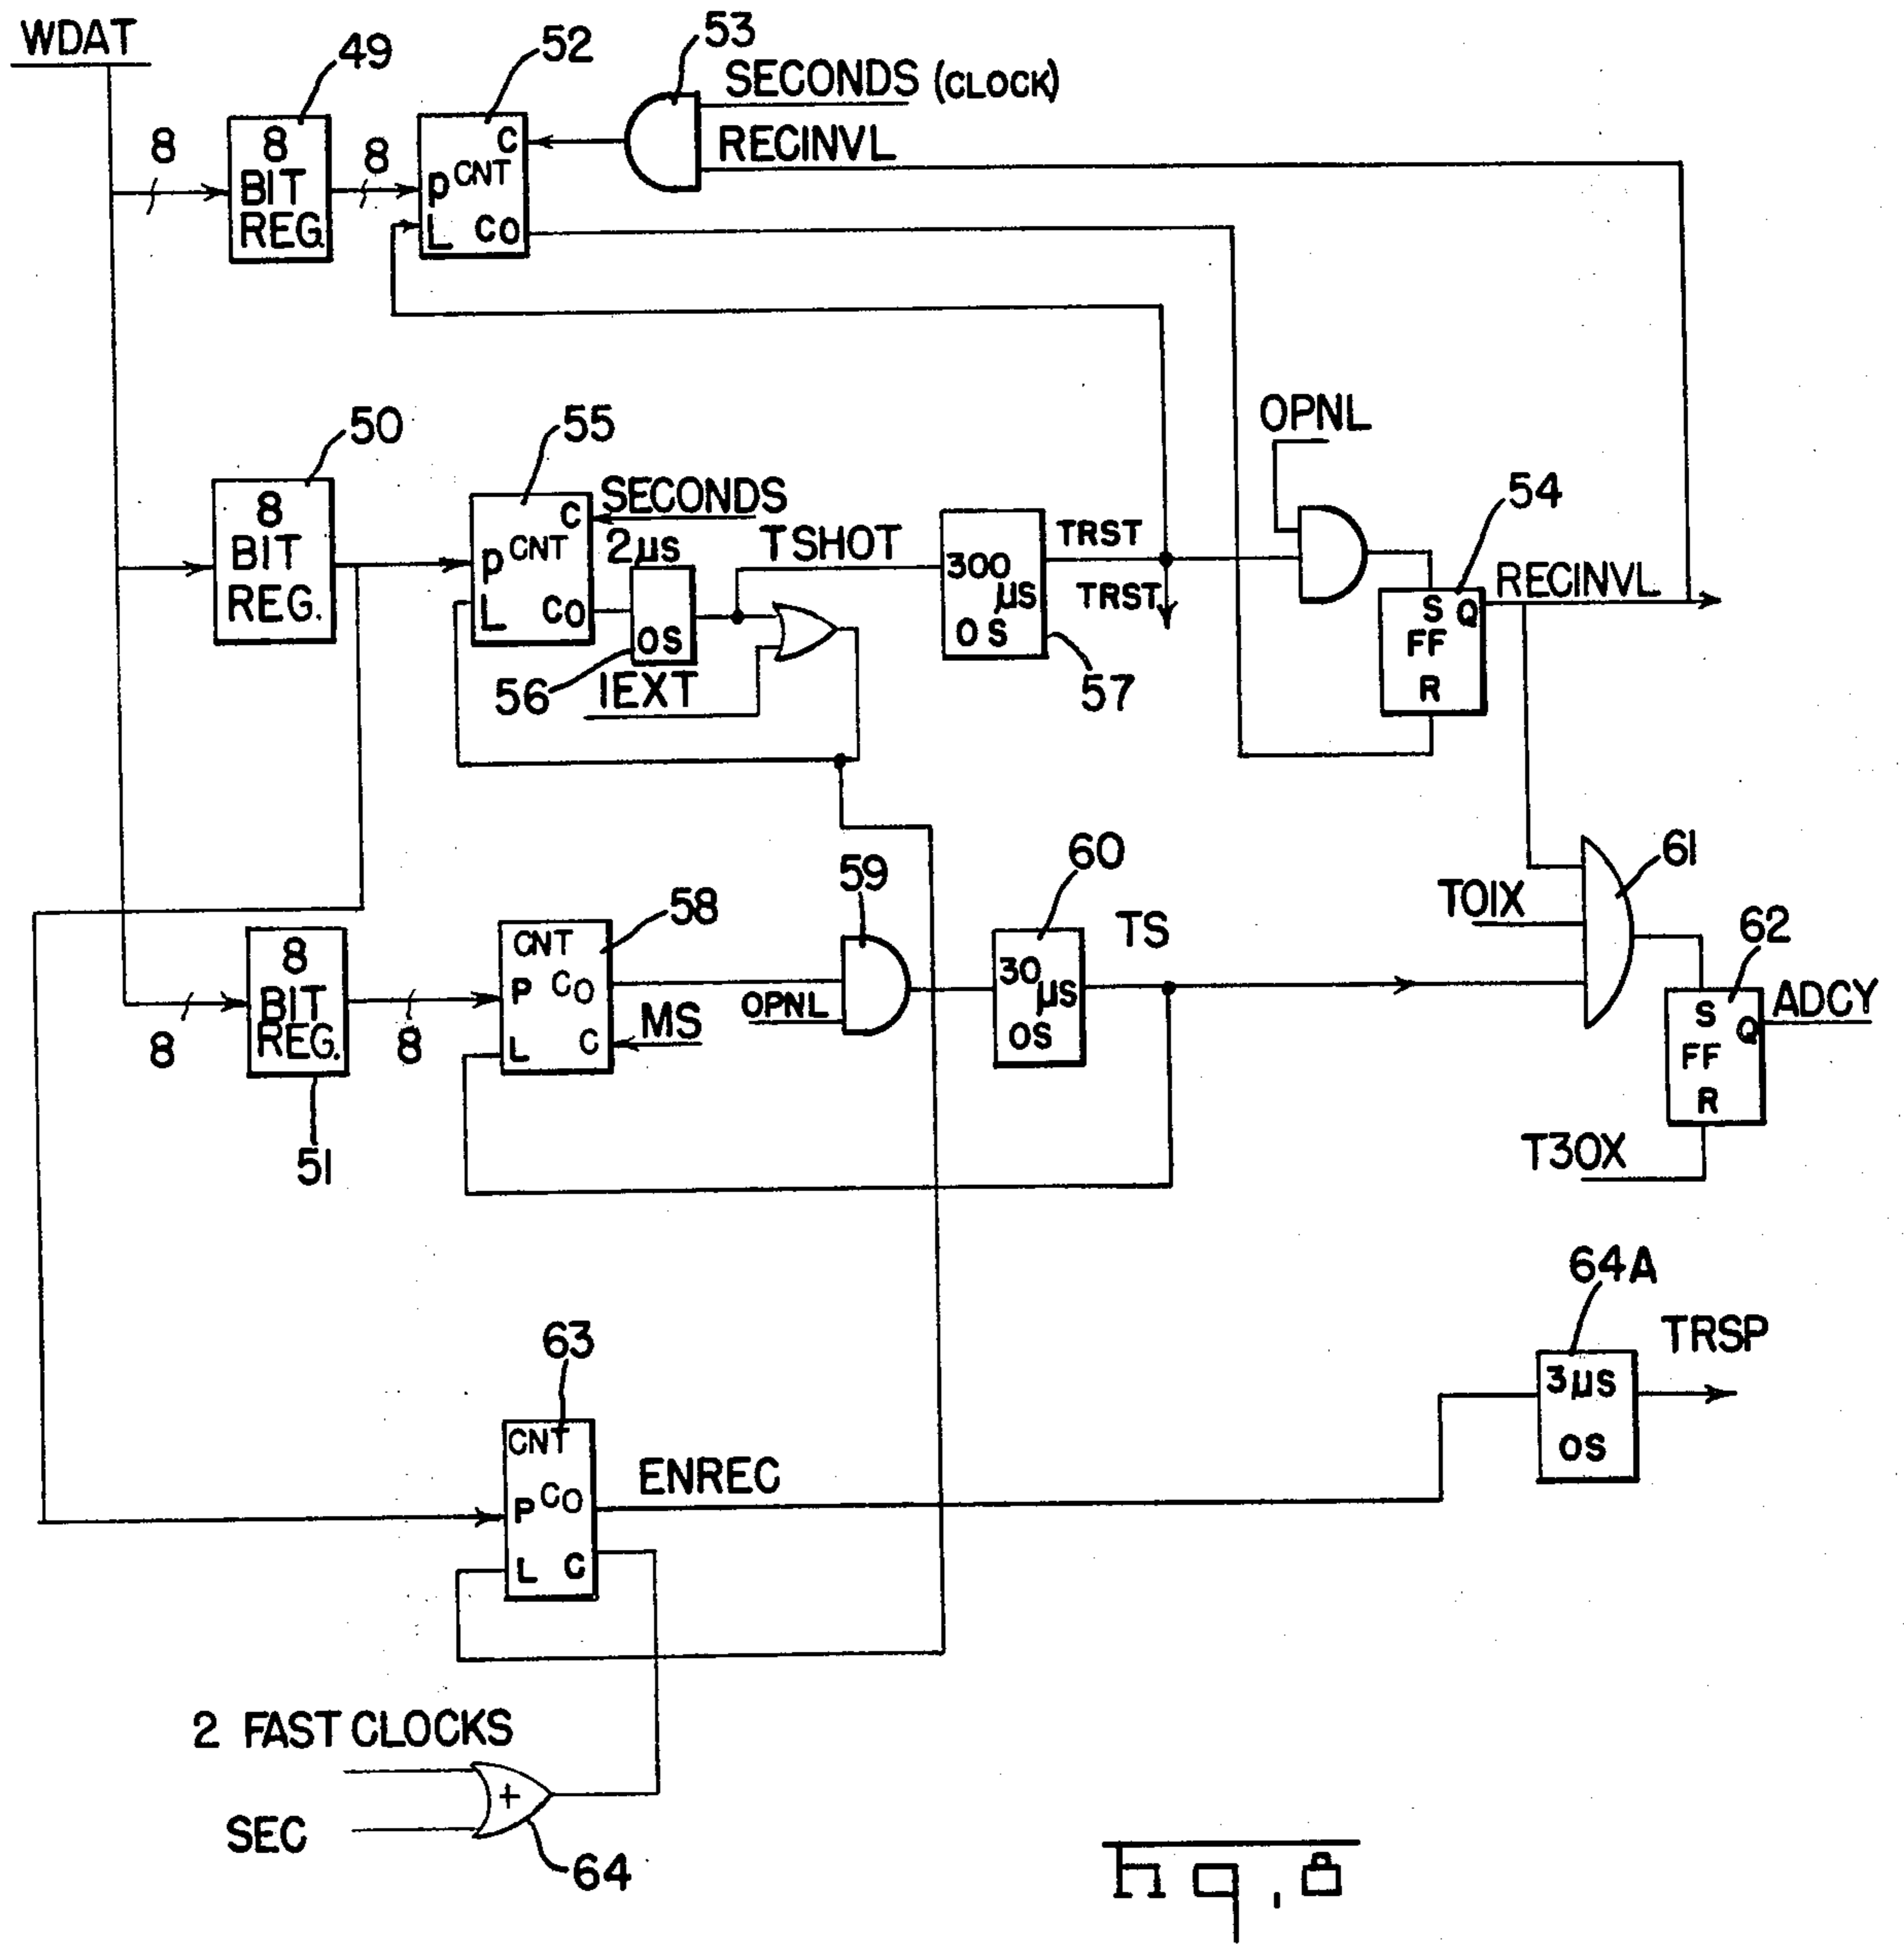 WDAT
49
52
53
SECONDS (CLOCK)
RECINVL
8
8
BIT
REG.
8
C
CNT
P
L
CO
50
8
BIT
REG.
55
C
CNT
P
L
CO
SECONDS
2µs
OS
56
IEXT
TSHOT
300
µs
OS
57
TRST
TRST
OPNL
54
S
Q
FF
R
RECINVL
8
8
BIT
REG.
51
8
58
CNT
P
CO
L
C
MS
59
OPNL
60
30
µs
OS
TS
TOIX
61
62
S
Q
FF
R
ADCY
T30X
63
CNT
P
CO
L
C
ENREC
64A
3µs
OS
TRSP
2 FAST CLOCKS
SEC
+
64
Fig. 8